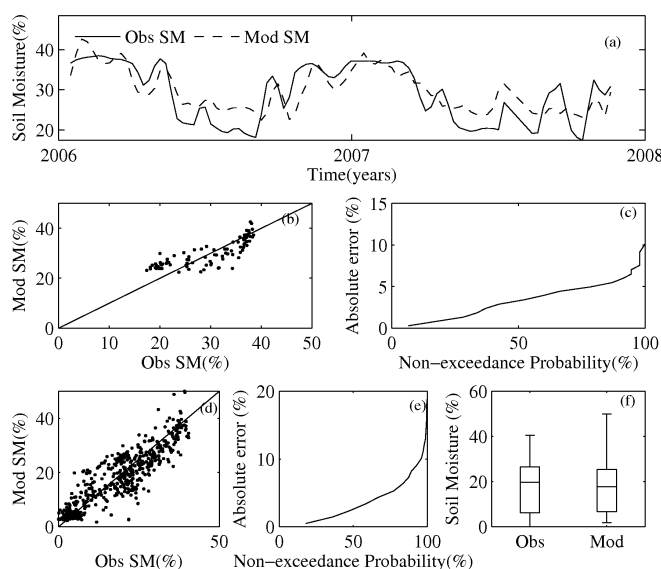 Obs SM Mod SM (a)
Soil Moisture(%)
40
30
20
2006 2007 2008
Time(years)
(b)
Mod SM(%)
40
20
0
0 10 20 30 40 50
Obs SM(%)
(c)
Absolute error (%)
15
10
5
0
0 50 100
Non−exceedance Probability(%)
(d)
Mod SM(%)
40
20
0
0 50
Obs SM(%)
(e)
Absolute error (%)
20
10
0
0 50 100
Non−exceedance Probability(%)
(f)
Soil Moisture (%)
60
40
20
0
Obs Mod